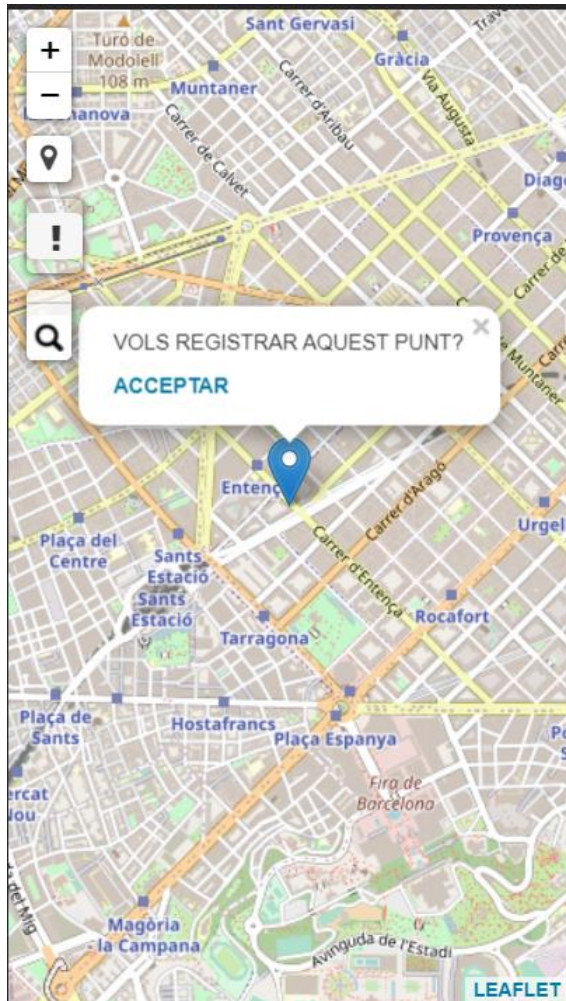 Sant Gervasi
Turó de
Modolell
108 m
Gràcia
Muntaner
Via Augusta
Carrer d'Aribau
Carrer de Calvet
Provença
+
−
!
VOLS REGISTRAR AQUEST PUNT?
×
ACCEPTAR
Muntaner
Entença
Carrer d'Aragó
Urgell
Plaça del
Centre
Sants
Estació
Carrer d'Entença
Sants
Estació
Rocafort
Tarragona
Plaça de
Sants
Hostafrancs
Plaça Espanya
Fira de
Barcelona
Magòria
la Campana
Avinguda de l'Estadi
LEAFLET